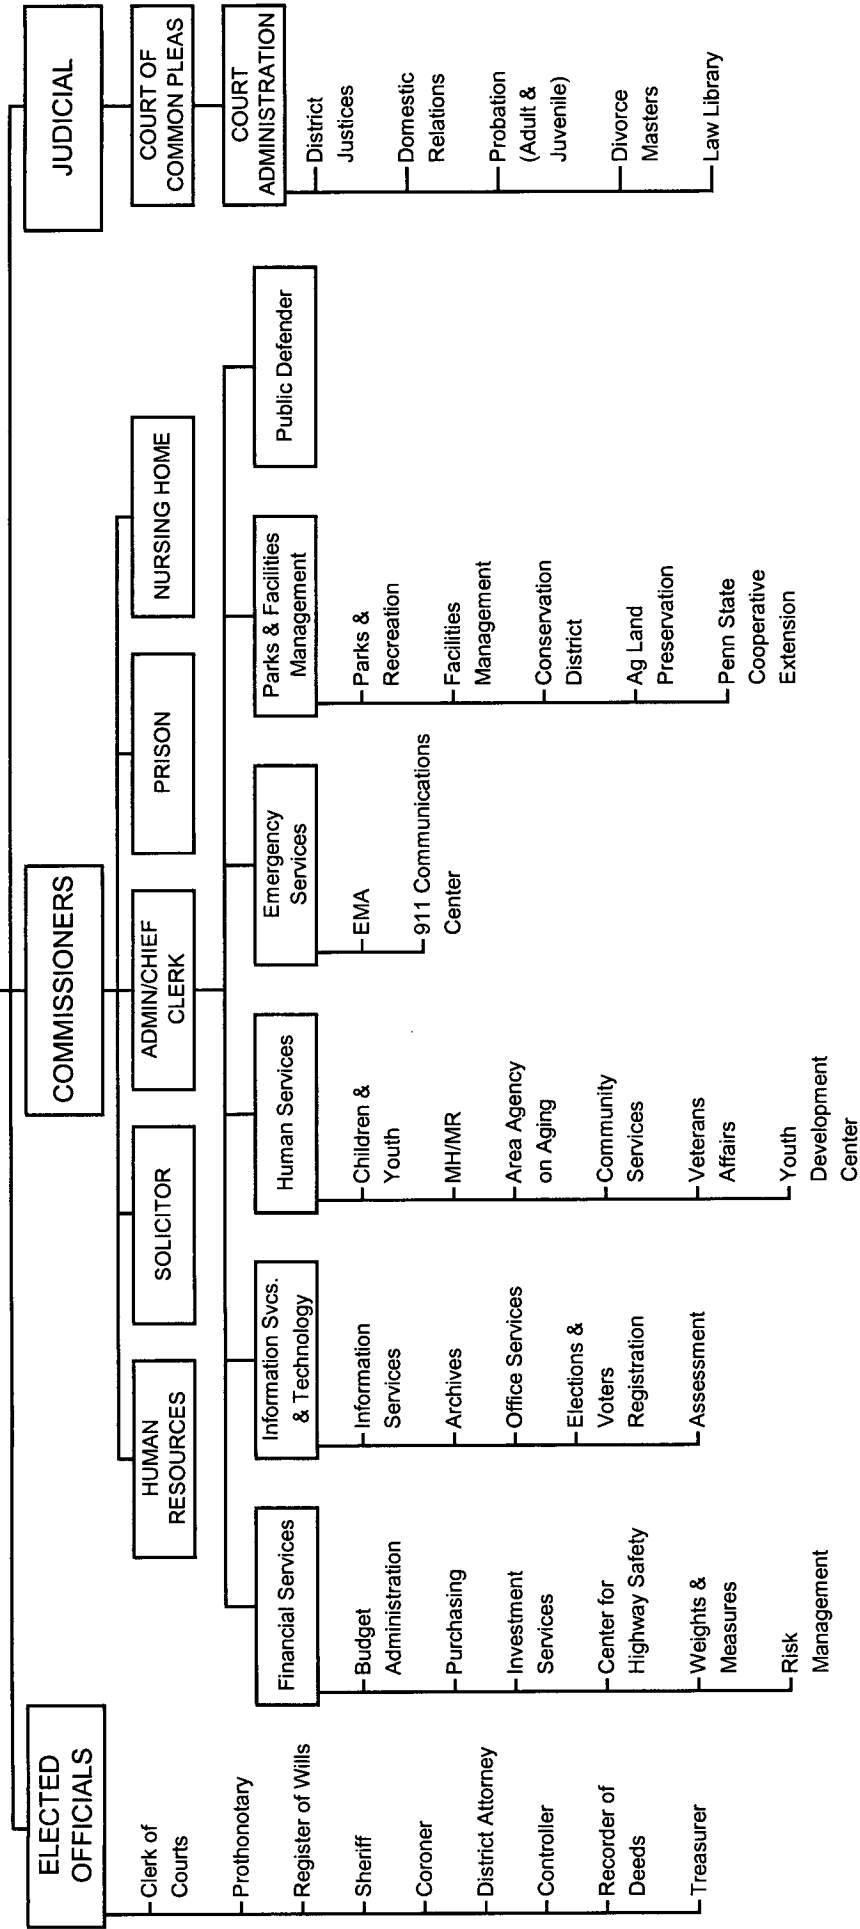 ELECTED
OFFICIALS
Clerk of
Courts
Prothonotary
Register of Wills
Sheriff
Coroner
District Attorney
Controller
Recorder of
Deeds
Treasurer
COMMISSIONERS
HUMAN
RESOURCES
SOLICITOR
ADMIN/CHIEF
CLERK
PRISON
NURSING HOME
Financial Services
Budget
Administration
Purchasing
Investment
Services
Center for
Highway Safety
Weights &
Measures
Risk
Management
Information Svcs.
& Technology
Information
Services
Archives
Office Services
Elections &
Voters
Registration
Assessment
Human Services
Children &
Youth
MH/MR
Area Agency
on Aging
Community
Services
Veterans
Affairs
Youth
Development
Center
Emergency
Services
EMA
911 Communications
Center
Parks & Facilities
Management
Parks &
Recreation
Facilities
Management
Conservation
District
Ag Land
Preservation
Penn State
Cooperative
Extension
Public Defender
JUDICIAL
COURT OF
COMMON PLEAS
COURT
ADMINISTRATION
District
Justices
Domestic
Relations
Probation
(Adult &
Juvenile)
Divorce
Masters
Law Library